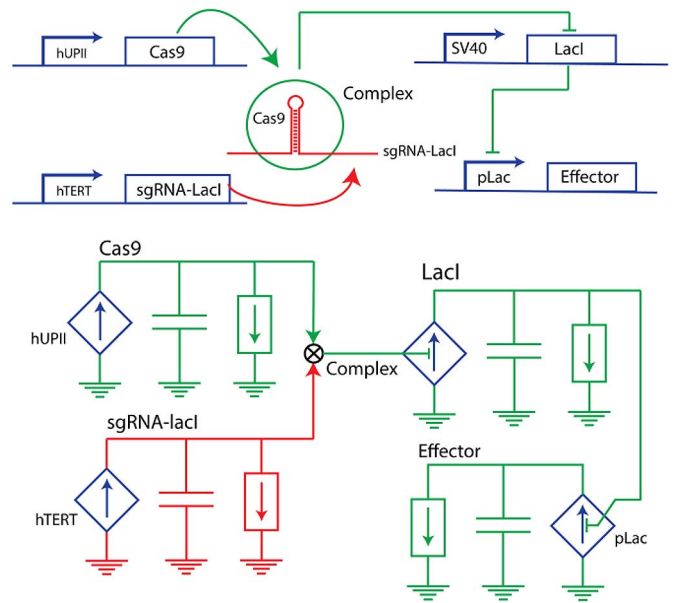 hUPII
Cas9
SV40
LacI
Complex
Cas9
sgRNA-LacI
hTERT
sgRNA-LacI
pLac
Effector
Cas9
hUPII
LacI
Complex
sgRNA-lacI
hTERT
Effector
pLac